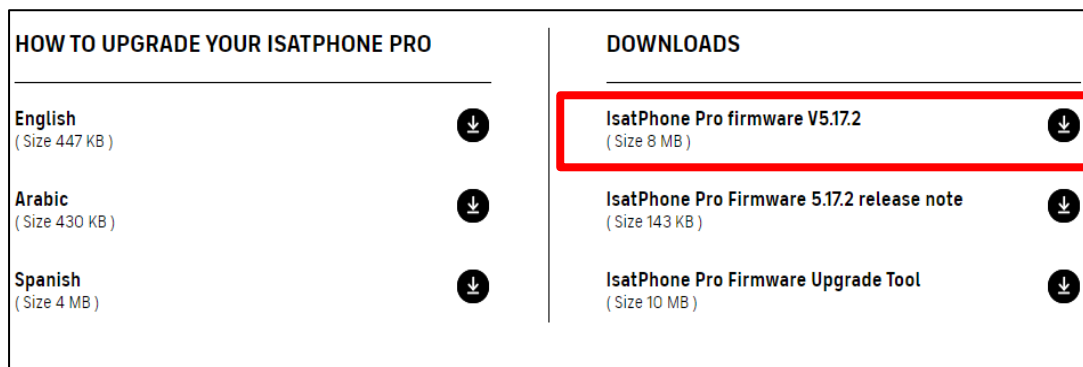 HOW TO UPGRADE YOUR ISATPHONE PRO
English
( Size 447 KB )
Arabic
( Size 430 KB )
Spanish
( Size 4 MB )
DOWNLOADS
IsatPhone Pro firmware V5.17.2
( Size 8 MB )
IsatPhone Pro Firmware 5.17.2 release note
( Size 143 KB )
IsatPhone Pro Firmware Upgrade Tool
( Size 10 MB )